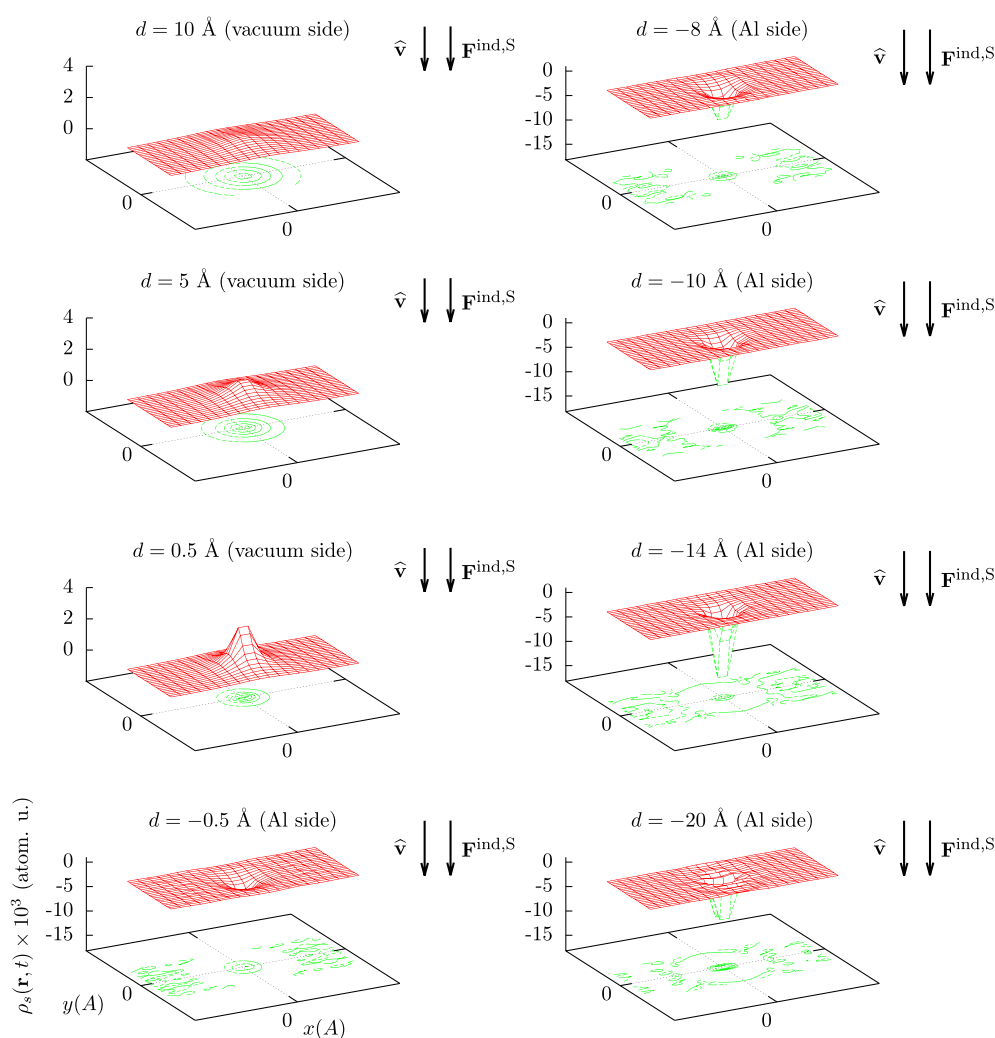 d = 10 Å (vacuum side)
v̂ F^ind,S
4
2
0
0
0
d = −8 Å (Al side)
v̂ F^ind,S
0
-5
-10
-15
0
0
d = 5 Å (vacuum side)
v̂ F^ind,S
4
2
0
0
0
d = −10 Å (Al side)
v̂ F^ind,S
0
-5
-10
-15
0
0
d = 0.5 Å (vacuum side)
v̂ F^ind,S
4
2
0
0
0
d = −14 Å (Al side)
v̂ F^ind,S
0
-5
-10
-15
0
0
d = −0.5 Å (Al side)
v̂ F^ind,S
0
-5
-10
-15
0
0
ρ_s(r, t) × 10³ (atom. u.)
y(A)
x(A)
d = −20 Å (Al side)
v̂ F^ind,S
0
-5
-10
-15
0
0